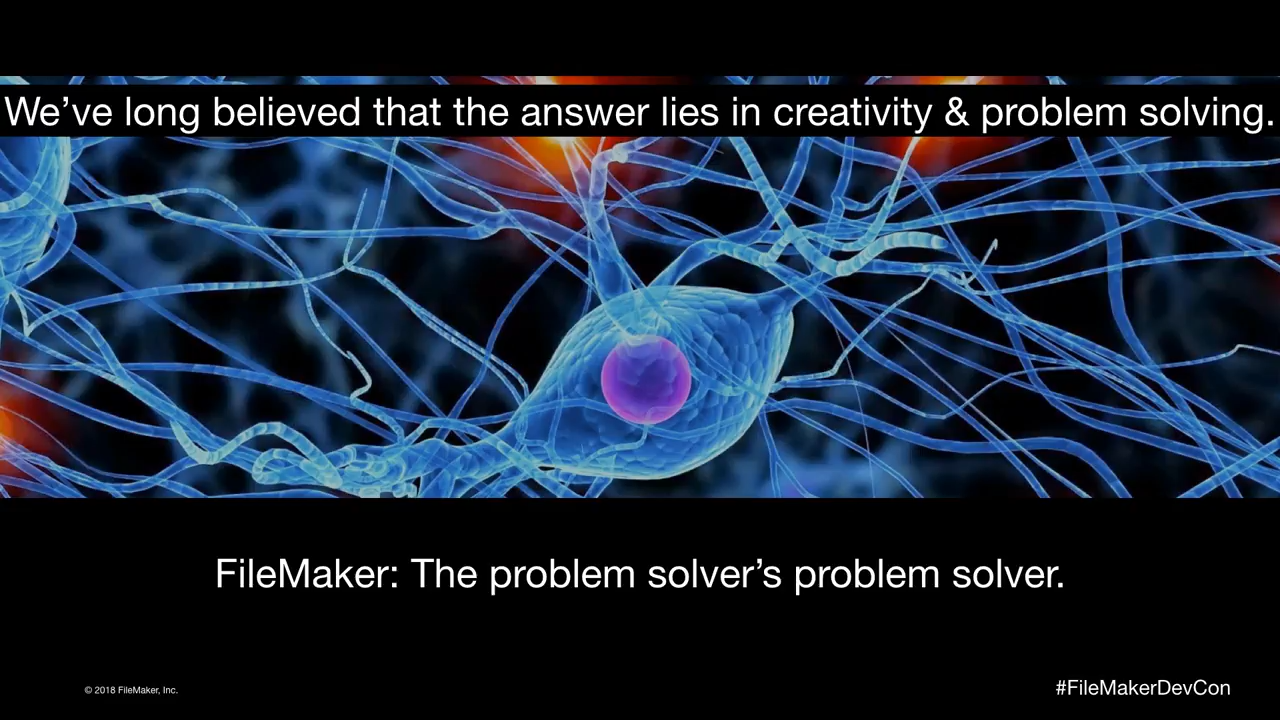 We’ve long believed that the answer lies in creativity & problem solving.
FileMaker: The problem solver’s problem solver.
© 2018 FileMaker, Inc.
#FileMakerDevCon